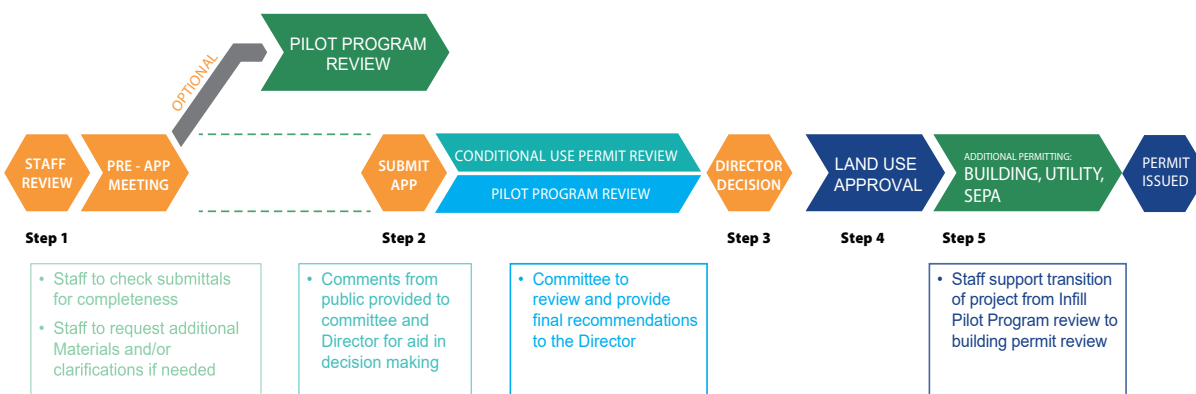 PILOT PROGRAM
REVIEW
OPTIONAL
STAFF
REVIEW
PRE - APP
MEETING
SUBMIT
APP
CONDITIONAL USE PERMIT REVIEW
PILOT PROGRAM REVIEW
DIRECTOR
DECISION
LAND USE
APPROVAL
ADDITIONAL PERMITTING:
BUILDING, UTILITY,
SEPA
PERMIT
ISSUED
Step 1
Step 2
Step 3
Step 4
Step 5
• Staff to check submittals
for completeness
• Staff to request additional
Materials and/or
clarifications if needed
• Comments from
public provided to
committee and
Director for aid in
decision making
• Committee to
review and provide
final recommendations
to the Director
• Staff support transition
of project from Infill
Pilot Program review to
building permit review